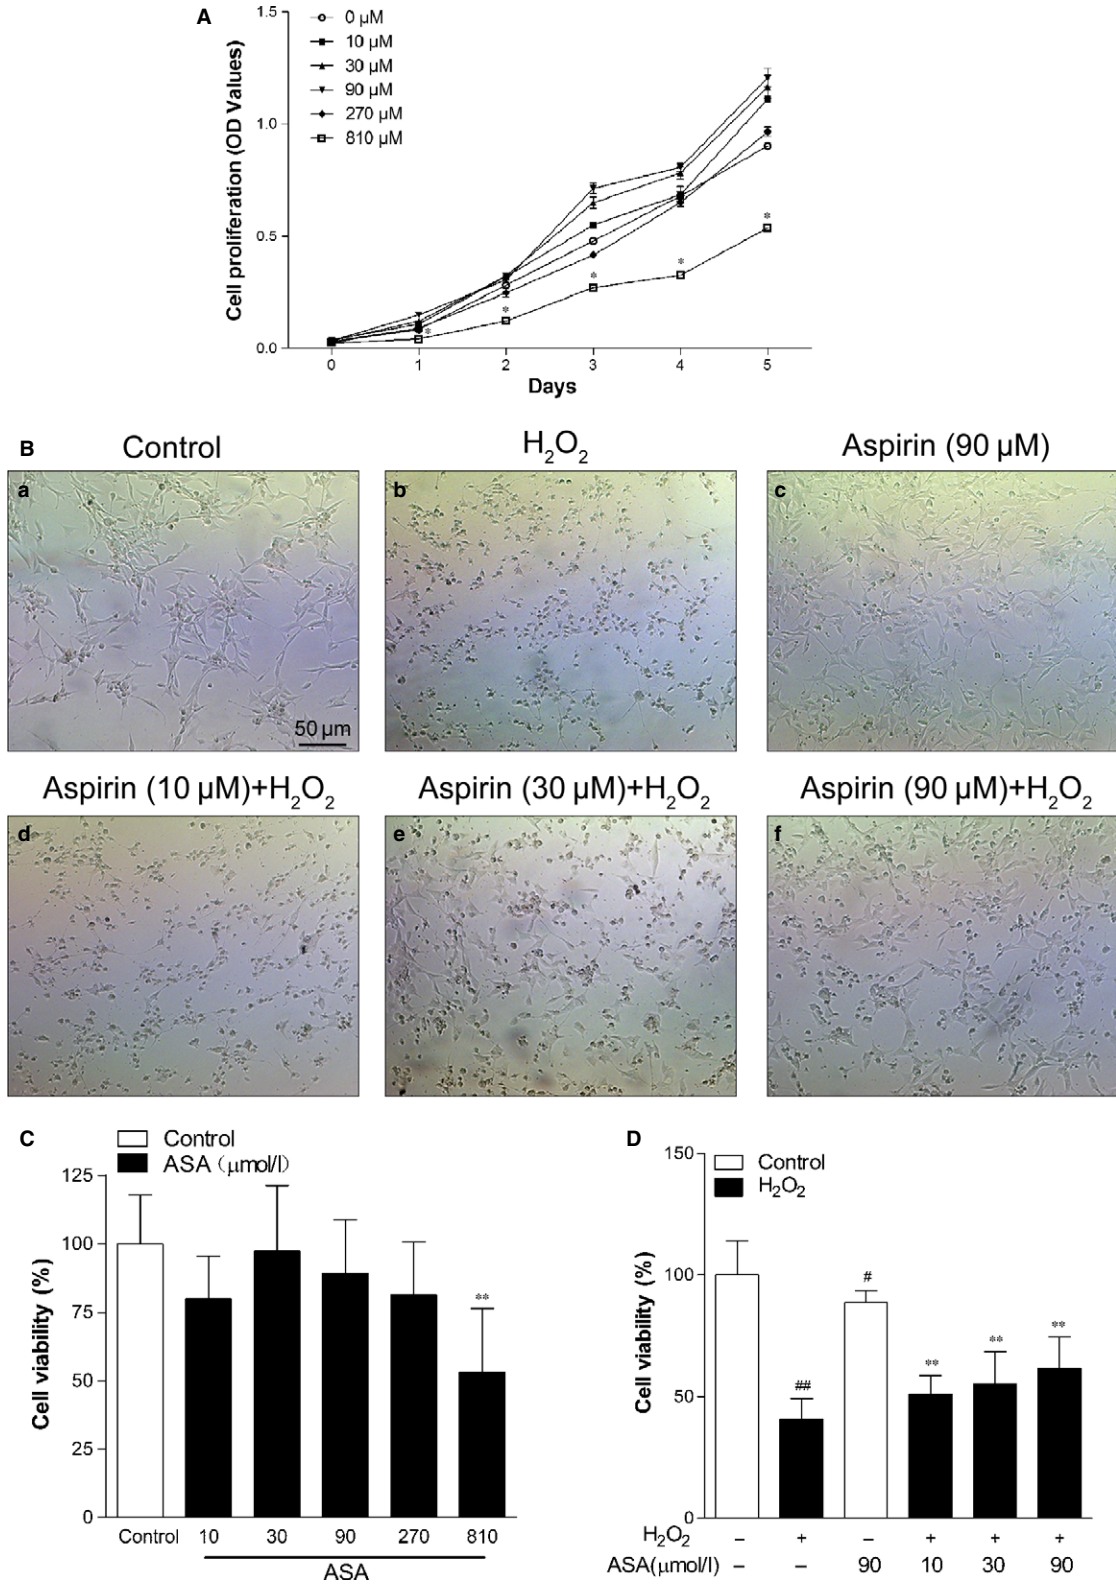 A
1.5
1.0
0.5
0.0
Cell proliferation (OD Values)
0 μM
10 μM
30 μM
90 μM
270 μM
810 μM
*
*
*
*
*
0 1 2 3 4 5
Days
B
Control
H₂O₂
Aspirin (90 μM)
a
b
c
50 μm
Aspirin (10 μM)+H₂O₂
Aspirin (30 μM)+H₂O₂
Aspirin (90 μM)+H₂O₂
d
e
f
C
Control
ASA (μmol/l)
125
100
75
50
25
0
Cell viability (%)
**
Control 10 30 90 270 810
ASA
D
Control
H₂O₂
150
100
50
0
Cell viability (%)
## # ** ** **
H₂O₂ – + – + + +
ASA(μmol/l) – – 90 10 30 90